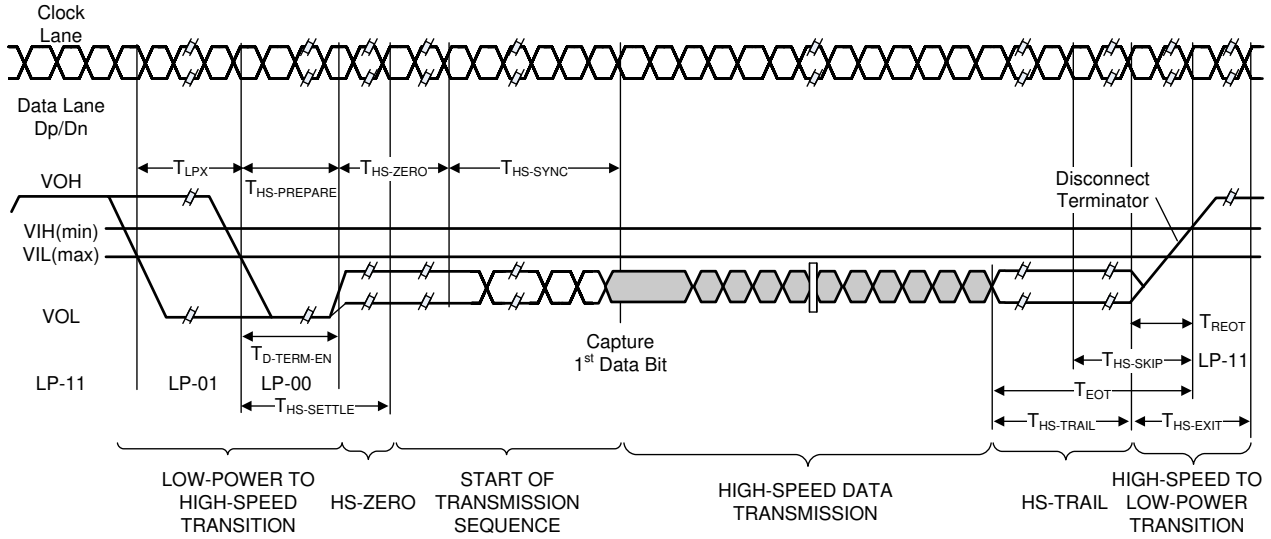 Clock
Lane
Data Lane
Dp/Dn
TLPX
THS-PREPARE
THS-ZERO
THS-SYNC
VOH
VIH(min)
VIL(max)
VOL
Disconnect
Terminator
Capture
1st Data Bit
TD-TERM-EN
TREOT
THS-SKIP
LP-11
LP-11
LP-01
LP-00
THS-SETTLE
TEOT
THS-TRAIL
THS-EXIT
LOW-POWER TO
HIGH-SPEED
TRANSITION
HS-ZERO
START OF
TRANSMISSION
SEQUENCE
HIGH-SPEED DATA
TRANSMISSION
HS-TRAIL
HIGH-SPEED TO
LOW-POWER
TRANSITION